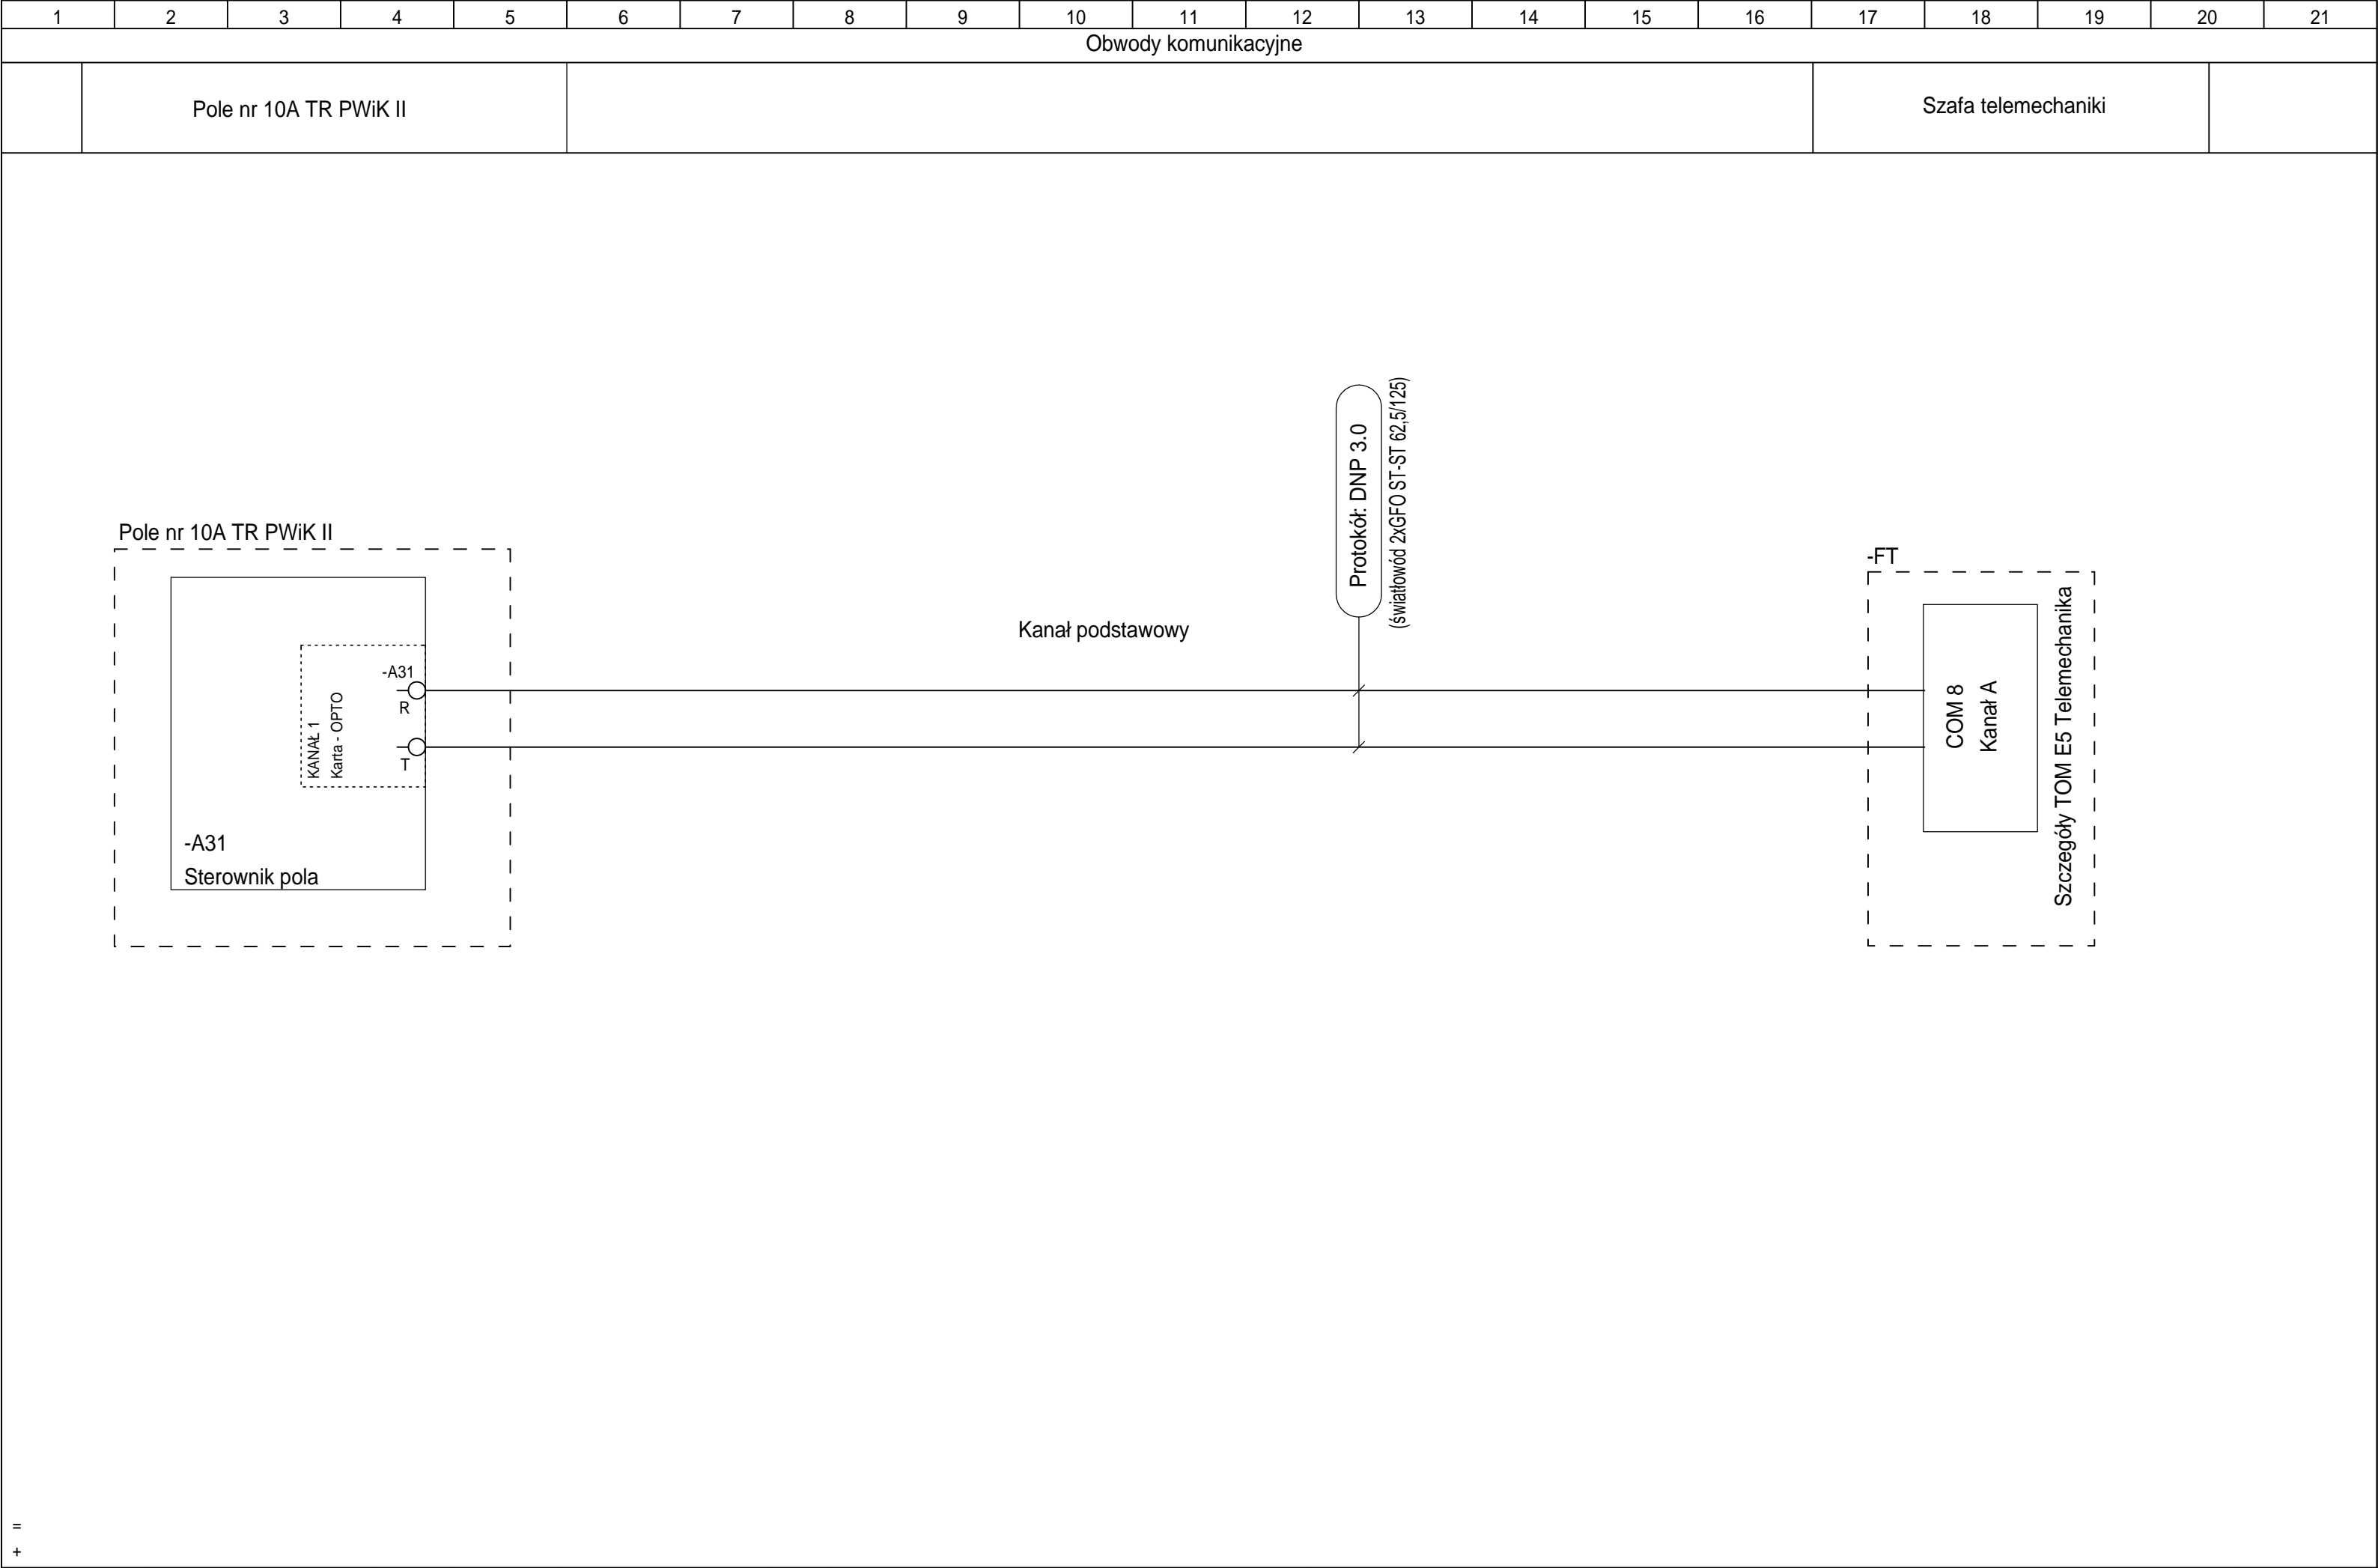 1 2 3 4 5 6 7 8 9 10 11 12 13 14 15 16 17 18 19 20 21
Obwody komunikacyjne
Pole nr 10A TR PWiK II
Szafa telemechaniki
Protokół: DNP 3.0
(światłowód 2xGFO ST-ST 62,5/125)
Pole nr 10A TR PWiK II
-FT
Kanał podstawowy
-A31
R
T
KANAŁ 1
Karta - OPTO
COM 8
Kanał A
Szczegóły TOM E5 Telemechanika
-A31
Sterownik pola
=
+